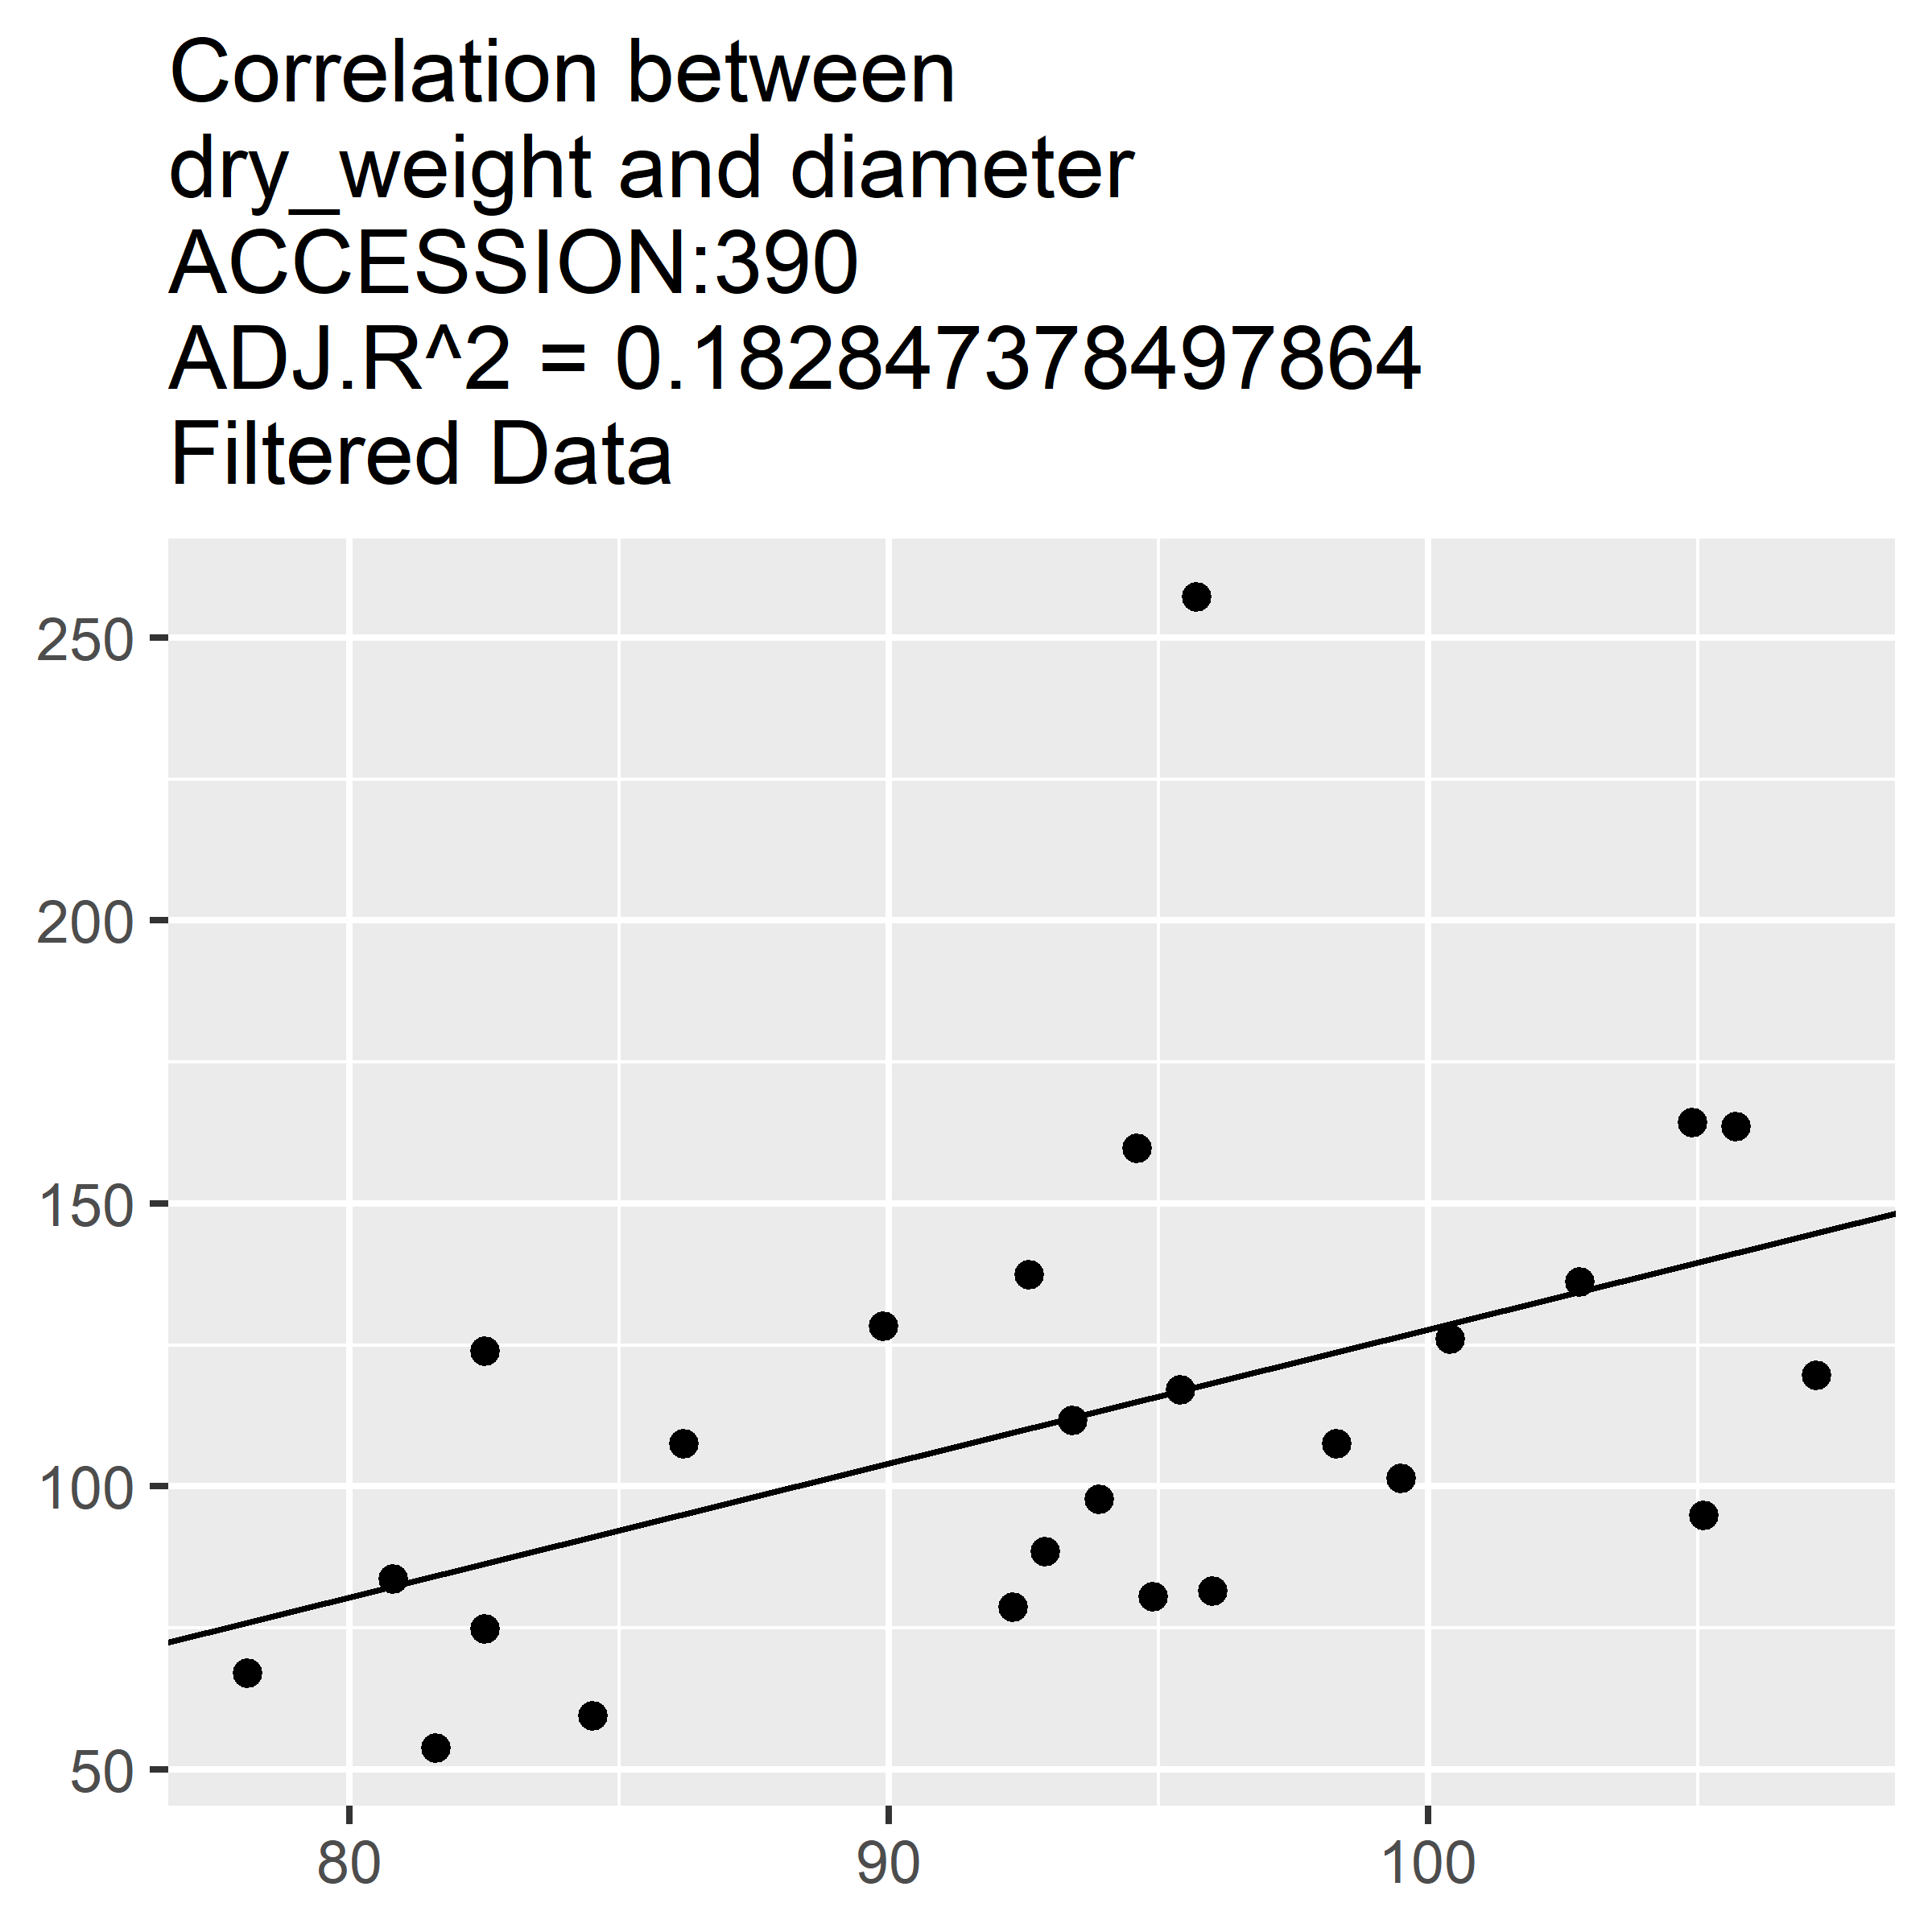 Correlation between
dry_weight and diameter
ACCESSION:390
ADJ.R^2 = 0.182847378497864
Filtered Data
250
200
150
100
50
80 90 100